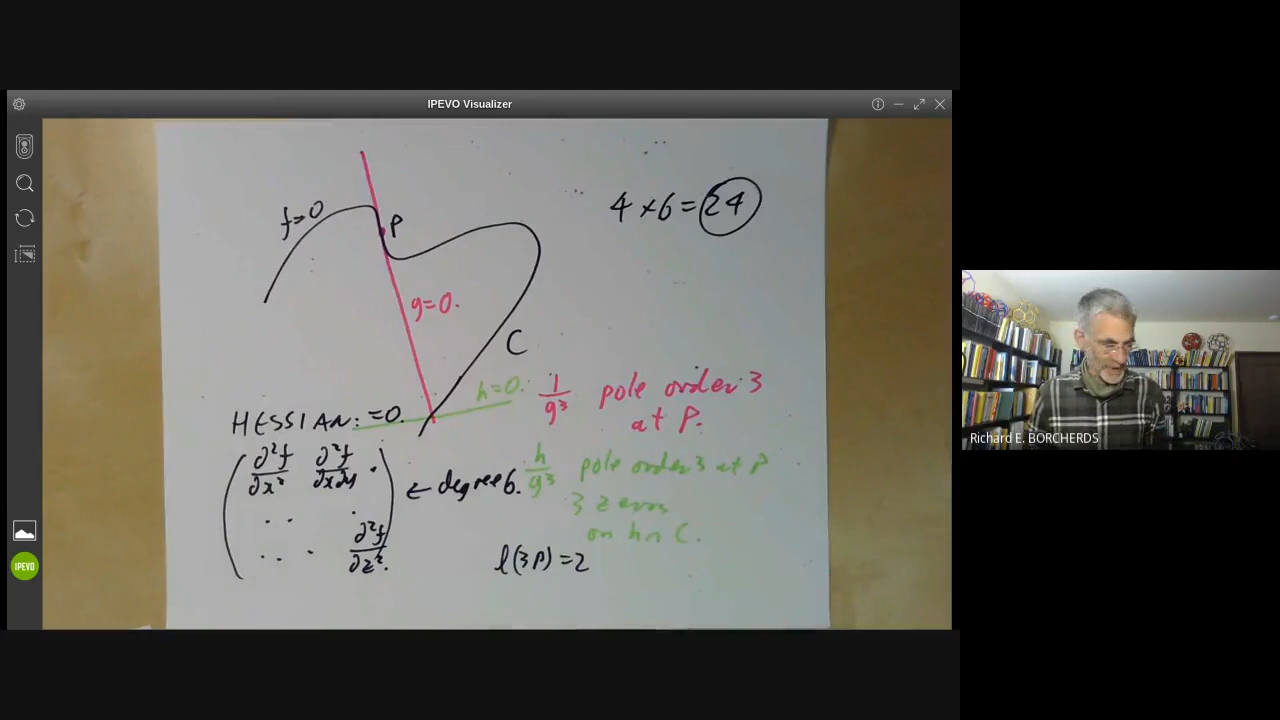 IPEVO Visualizer
f=0
P
4 × 6 = 24
g=0.
C
h=0.
HESSIAN: =0.
1/g³ pole order 3
at P.
∂²f/∂x² ∂²f/∂x∂y .
. . .
. . . ∂²f/∂z².
← degree 6.
h/g³ pole order 3 at P
3 zeros
on h∩C.
l(3P)=2
IPEVO
Richard E. BORCHERDS